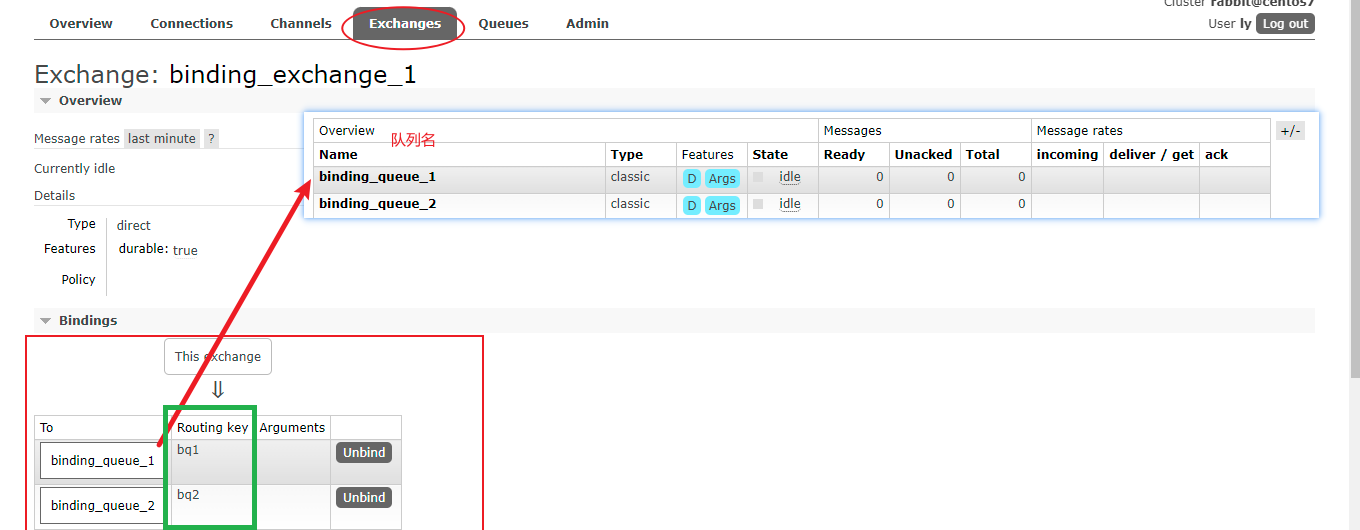 Cluster rabbit@centos7
Overview Connections Channels Exchanges Queues Admin
User ly Log out
Exchange: binding_exchange_1
Overview
Message rates last minute ?
Currently idle
Details
Type direct
Features durable: true
Policy
Overview 队列名 Messages Message rates +/-
Name Type Features State Ready Unacked Total incoming deliver / get ack
binding_queue_1 classic D Args idle 0 0 0
binding_queue_2 classic D Args idle 0 0 0
Bindings
This exchange
⇓
To Routing key Arguments
binding_queue_1 bq1 Unbind
binding_queue_2 bq2 Unbind